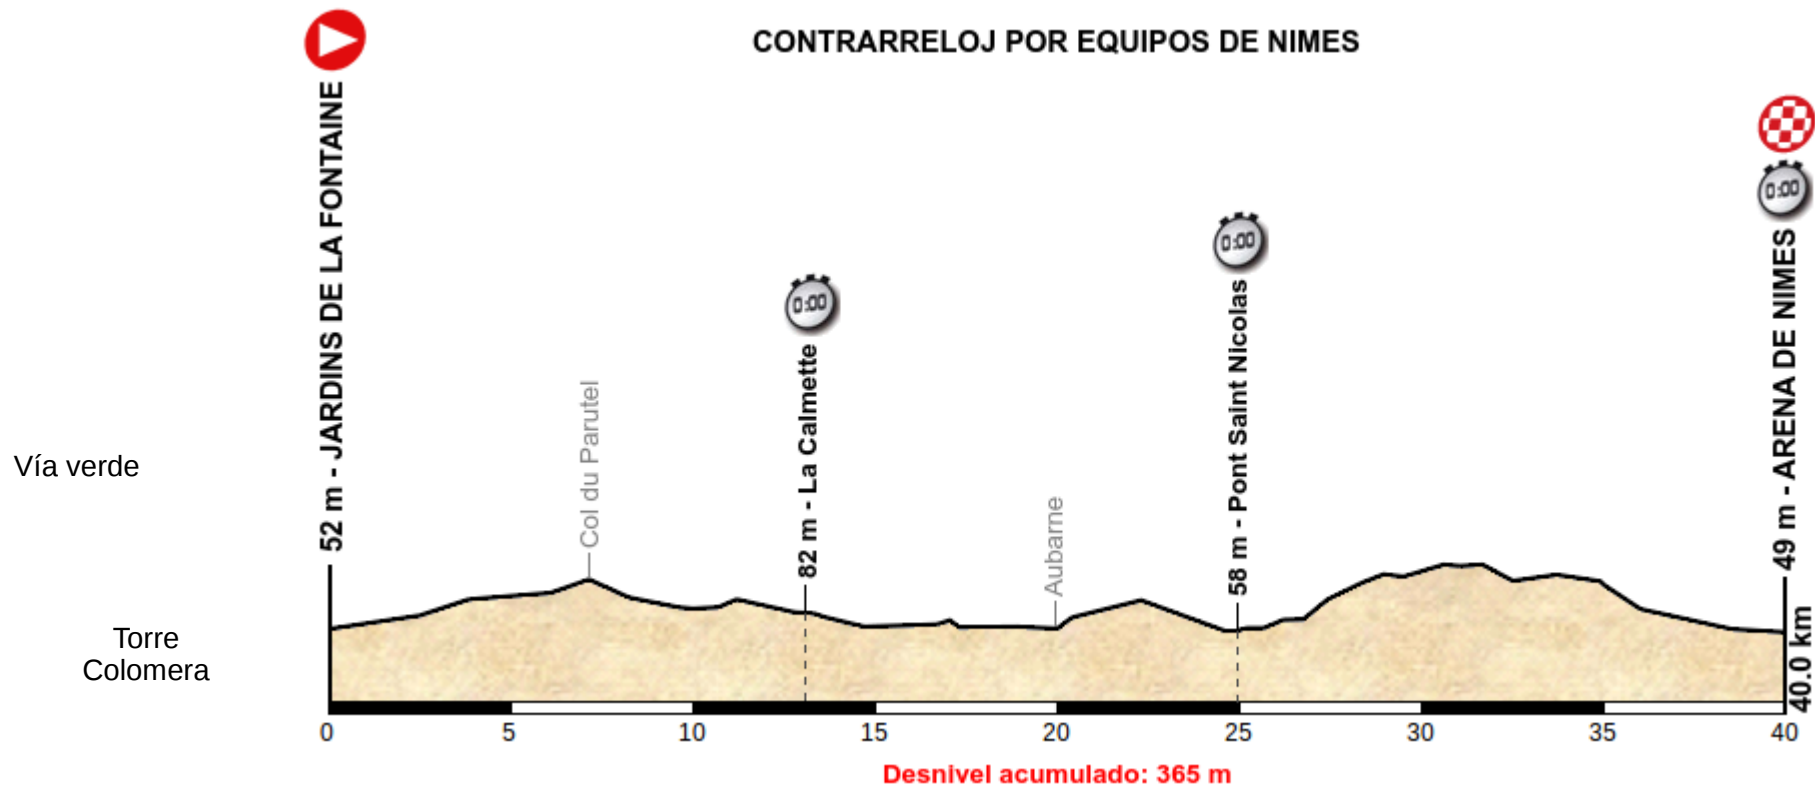 CONTRARRELOJ POR EQUIPOS DE NIMES
52 m - JARDINS DE LA FONTAINE
Col du Parutel
0:00
82 m - La Calmette
Aubarne
0:00
58 m - Pont Saint Nicolas
0:00
49 m - ARENA DE NIMES
40.0 km
Vía verde
Torre
Colomera
0 5 10 15 20 25 30 35 40
Desnivel acumulado: 365 m